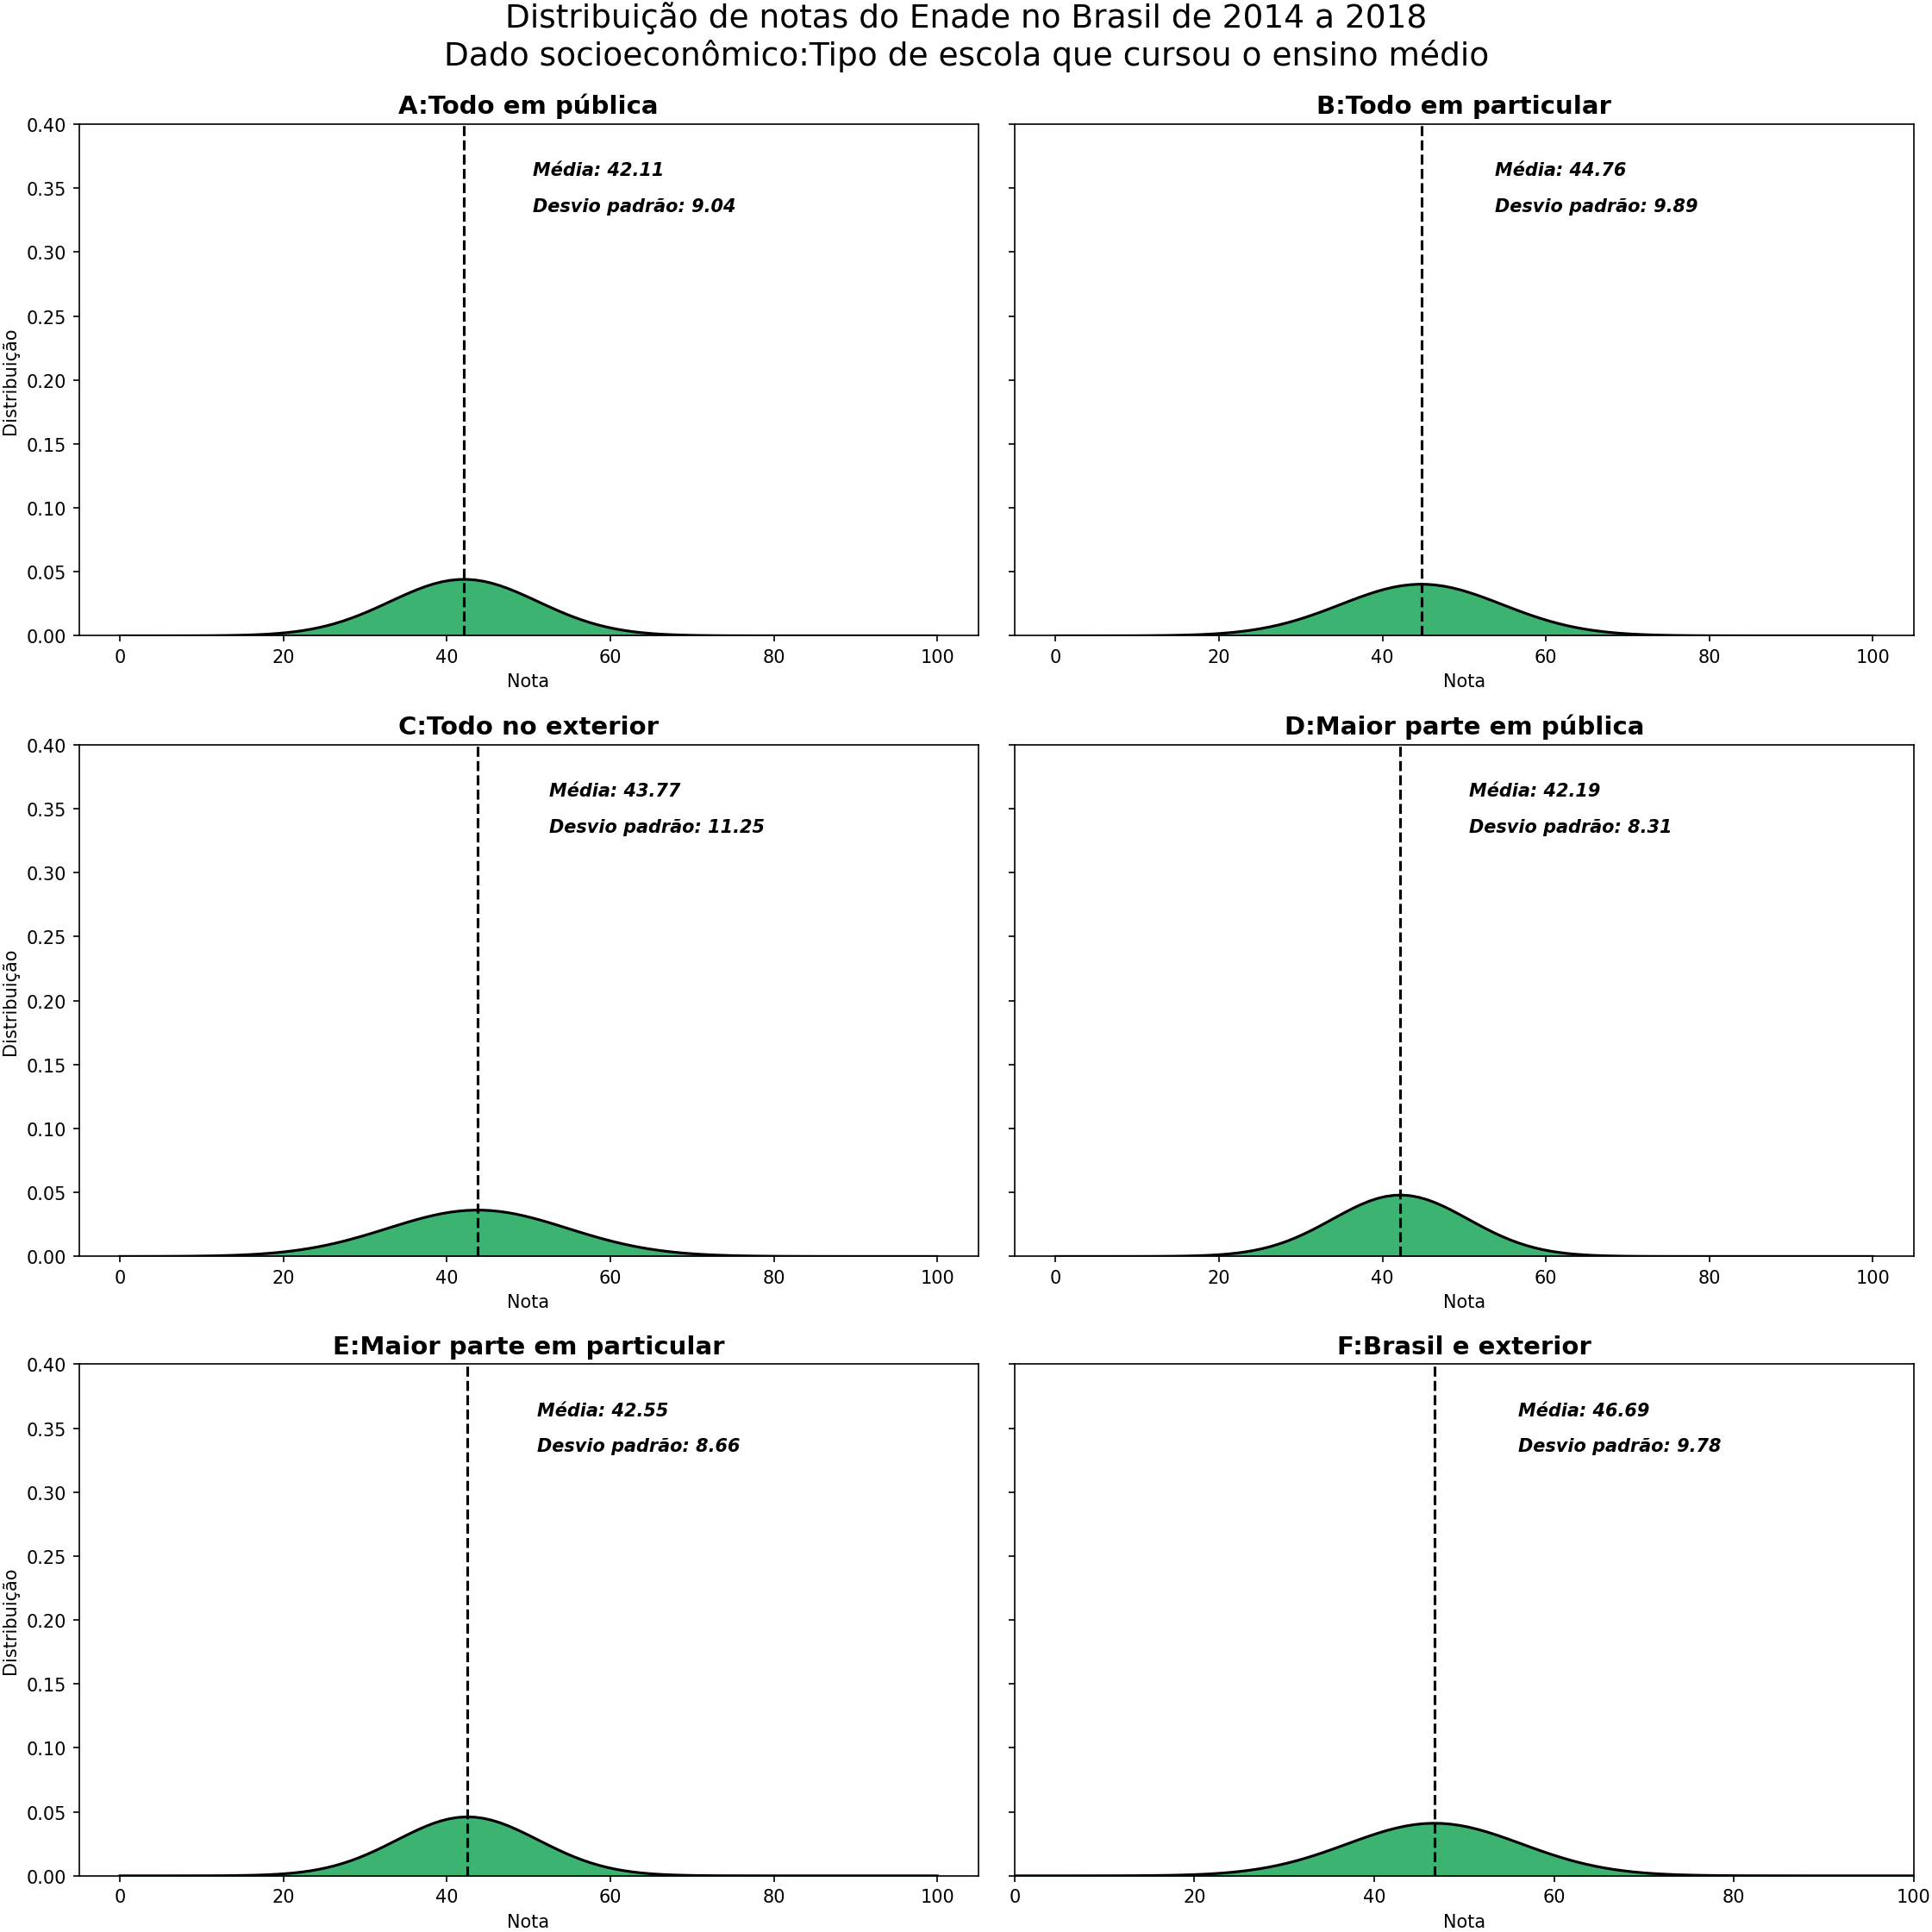 Distribuição de notas do Enade no Brasil de 2014 a 2018
Dado socioeconômico:Tipo de escola que cursou o ensino médio
A:Todo em pública
Média: 42.11
Desvio padrão: 9.04
0.40
0.35
0.30
0.25
0.20
0.15
0.10
0.05
0.00
Distribuição
0 20 40 60 80 100
Nota
B:Todo em particular
Média: 44.76
Desvio padrão: 9.89
0 20 40 60 80 100
Nota
C:Todo no exterior
Média: 43.77
Desvio padrão: 11.25
0.40
0.35
0.30
0.25
0.20
0.15
0.10
0.05
0.00
Distribuição
0 20 40 60 80 100
Nota
D:Maior parte em pública
Média: 42.19
Desvio padrão: 8.31
0 20 40 60 80 100
Nota
E:Maior parte em particular
Média: 42.55
Desvio padrão: 8.66
0.40
0.35
0.30
0.25
0.20
0.15
0.10
0.05
0.00
Distribuição
0 20 40 60 80 100
Nota
F:Brasil e exterior
Média: 46.69
Desvio padrão: 9.78
0 20 40 60 80 100
Nota